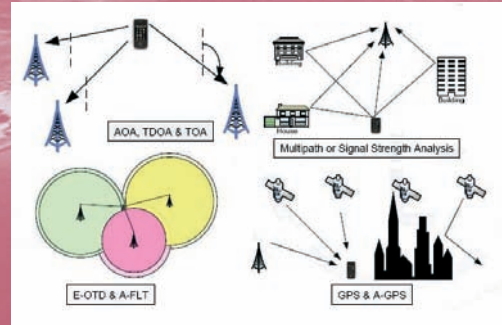 Building
Building
House
AOA, TDOA & TOA
Multipath or Signal Strength Analysis
E-OTD & A-FLT
GPS & A-GPS